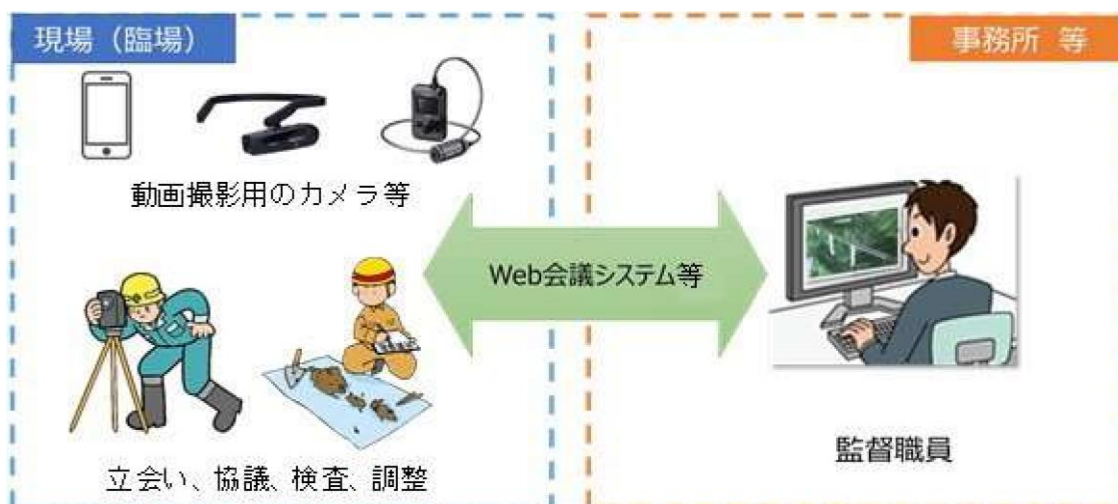 現場（臨場）
事務所 等
動画撮影用のカメラ等
Web会議システム等
立会い、協議、検査、調整
監督職員